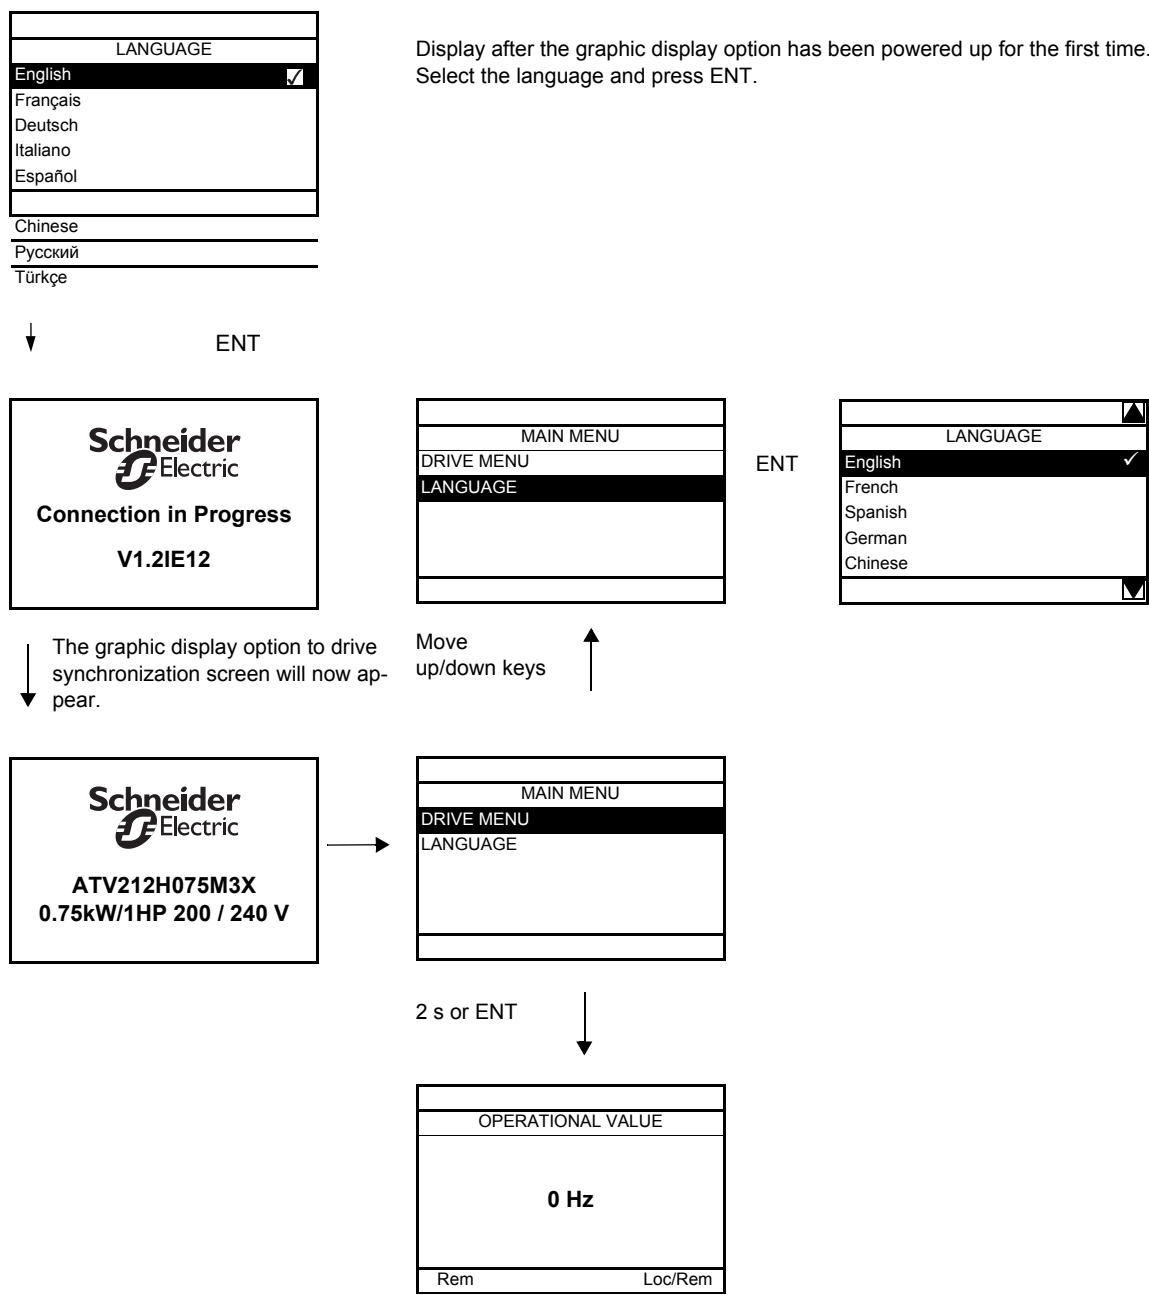 LANGUAGE
English
Français
Deutsch
Italiano
Español
Chinese
Русский
Türkçe
Display after the graphic display option has been powered up for the first time.
Select the language and press ENT.
ENT
Schneider
Electric
Connection in Progress
V1.2IE12
MAIN MENU
DRIVE MENU
LANGUAGE
ENT
LANGUAGE
English
French
Spanish
German
Chinese
The graphic display option to drive
synchronization screen will now ap-
pear.
Move
up/down keys
Schneider
Electric
ATV212H075M3X
0.75kW/1HP 200 / 240 V
MAIN MENU
DRIVE MENU
LANGUAGE
2 s or ENT
OPERATIONAL VALUE
0 Hz
Rem Loc/Rem